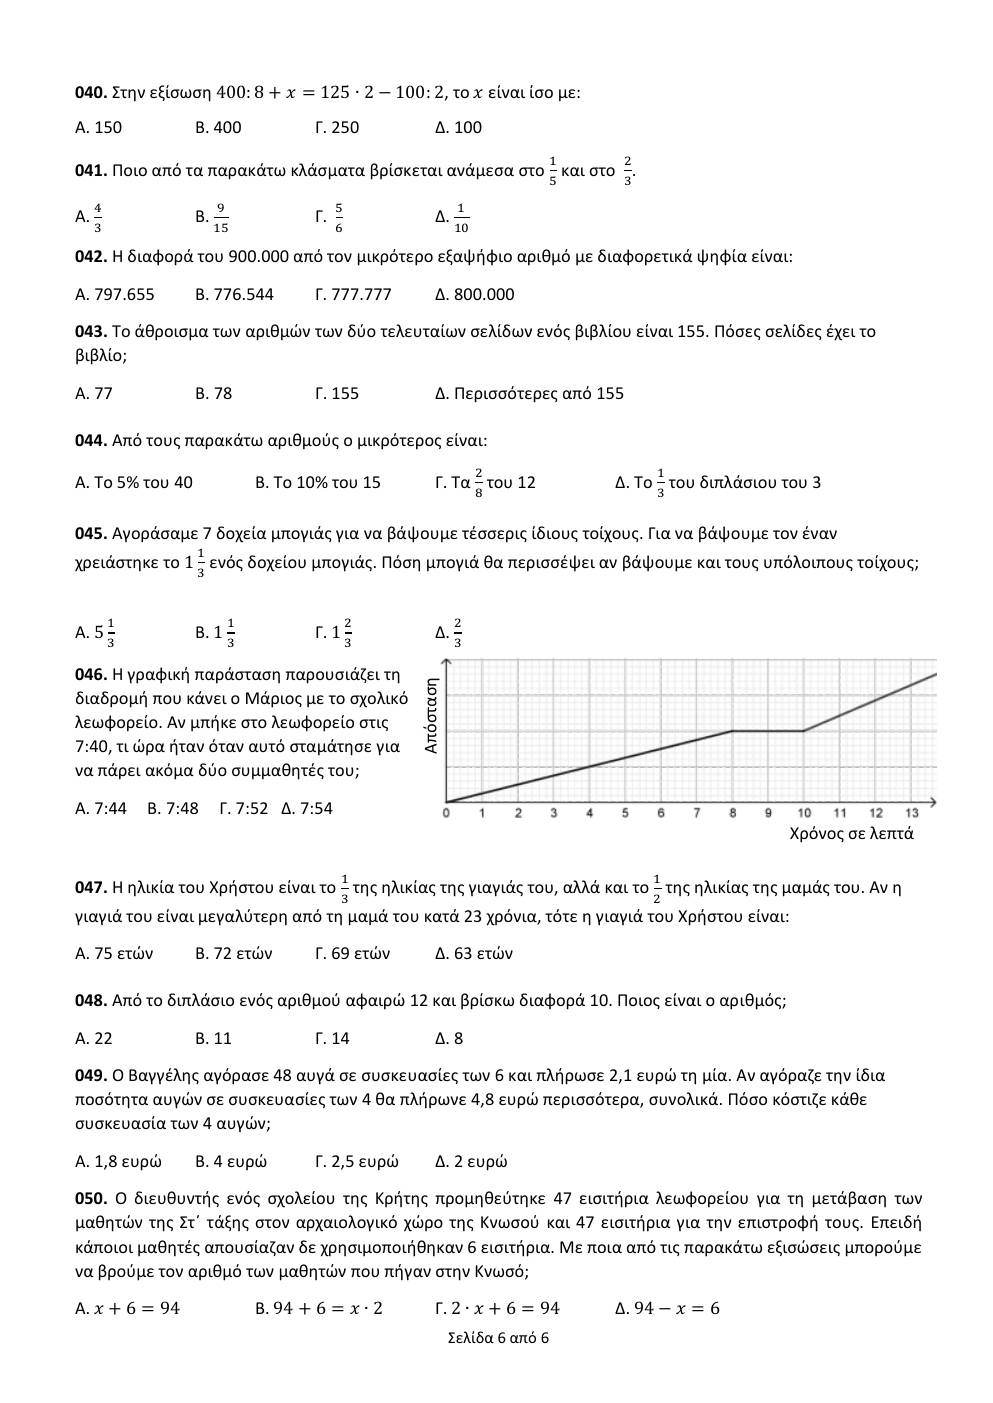 040. Στην εξίσωση 400: 8 + x = 125 · 2 − 100: 2, το x είναι ίσο με:
Α. 150 Β. 400 Γ. 250 Δ. 100
041. Ποιο από τα παρακάτω κλάσματα βρίσκεται ανάμεσα στο 1/5 και στο 2/3.
Α. 4/3 Β. 9/15 Γ. 5/6 Δ. 1/10
042. Η διαφορά του 900.000 από τον μικρότερο εξαψήφιο αριθμό με διαφορετικά ψηφία είναι:
Α. 797.655 Β. 776.544 Γ. 777.777 Δ. 800.000
043. Το άθροισμα των αριθμών των δύο τελευταίων σελίδων ενός βιβλίου είναι 155. Πόσες σελίδες έχει το
βιβλίο;
Α. 77 Β. 78 Γ. 155 Δ. Περισσότερες από 155
044. Από τους παρακάτω αριθμούς ο μικρότερος είναι:
Α. Το 5% του 40 Β. Το 10% του 15 Γ. Τα 2/8 του 12 Δ. Το 1/3 του διπλάσιου του 3
045. Αγοράσαμε 7 δοχεία μπογιάς για να βάψουμε τέσσερις ίδιους τοίχους. Για να βάψουμε τον έναν
χρειάστηκε το 1 1/3 ενός δοχείου μπογιάς. Πόση μπογιά θα περισσέψει αν βάψουμε και τους υπόλοιπους τοίχους;
Α. 5 1/3 Β. 1 1/3 Γ. 1 2/3 Δ. 2/3
046. Η γραφική παράσταση παρουσιάζει τη
διαδρομή που κάνει ο Μάριος με το σχολικό
λεωφορείο. Αν μπήκε στο λεωφορείο στις
7:40, τι ώρα ήταν όταν αυτό σταμάτησε για
να πάρει ακόμα δύο συμμαθητές του;
Α. 7:44 Β. 7:48 Γ. 7:52 Δ. 7:54
Απόσταση
0 1 2 3 4 5 6 7 8 9 10 11 12 13
Χρόνος σε λεπτά
047. Η ηλικία του Χρήστου είναι το 1/3 της ηλικίας της γιαγιάς του, αλλά και το 1/2 της ηλικίας της μαμάς του. Αν η
γιαγιά του είναι μεγαλύτερη από τη μαμά του κατά 23 χρόνια, τότε η γιαγιά του Χρήστου είναι:
Α. 75 ετών Β. 72 ετών Γ. 69 ετών Δ. 63 ετών
048. Από το διπλάσιο ενός αριθμού αφαιρώ 12 και βρίσκω διαφορά 10. Ποιος είναι ο αριθμός;
Α. 22 Β. 11 Γ. 14 Δ. 8
049. Ο Βαγγέλης αγόρασε 48 αυγά σε συσκευασίες των 6 και πλήρωσε 2,1 ευρώ τη μία. Αν αγόραζε την ίδια
ποσότητα αυγών σε συσκευασίες των 4 θα πλήρωνε 4,8 ευρώ περισσότερα, συνολικά. Πόσο κόστιζε κάθε
συσκευασία των 4 αυγών;
Α. 1,8 ευρώ Β. 4 ευρώ Γ. 2,5 ευρώ Δ. 2 ευρώ
050. Ο διευθυντής ενός σχολείου της Κρήτης προμηθεύτηκε 47 εισιτήρια λεωφορείου για τη μετάβαση των
μαθητών της Στ΄ τάξης στον αρχαιολογικό χώρο της Κνωσού και 47 εισιτήρια για την επιστροφή τους. Επειδή
κάποιοι μαθητές απουσίαζαν δε χρησιμοποιήθηκαν 6 εισιτήρια. Με ποια από τις παρακάτω εξισώσεις μπορούμε
να βρούμε τον αριθμό των μαθητών που πήγαν στην Κνωσό;
Α. x + 6 = 94 Β. 94 + 6 = x · 2 Γ. 2 · x + 6 = 94 Δ. 94 − x = 6
Σελίδα 6 από 6